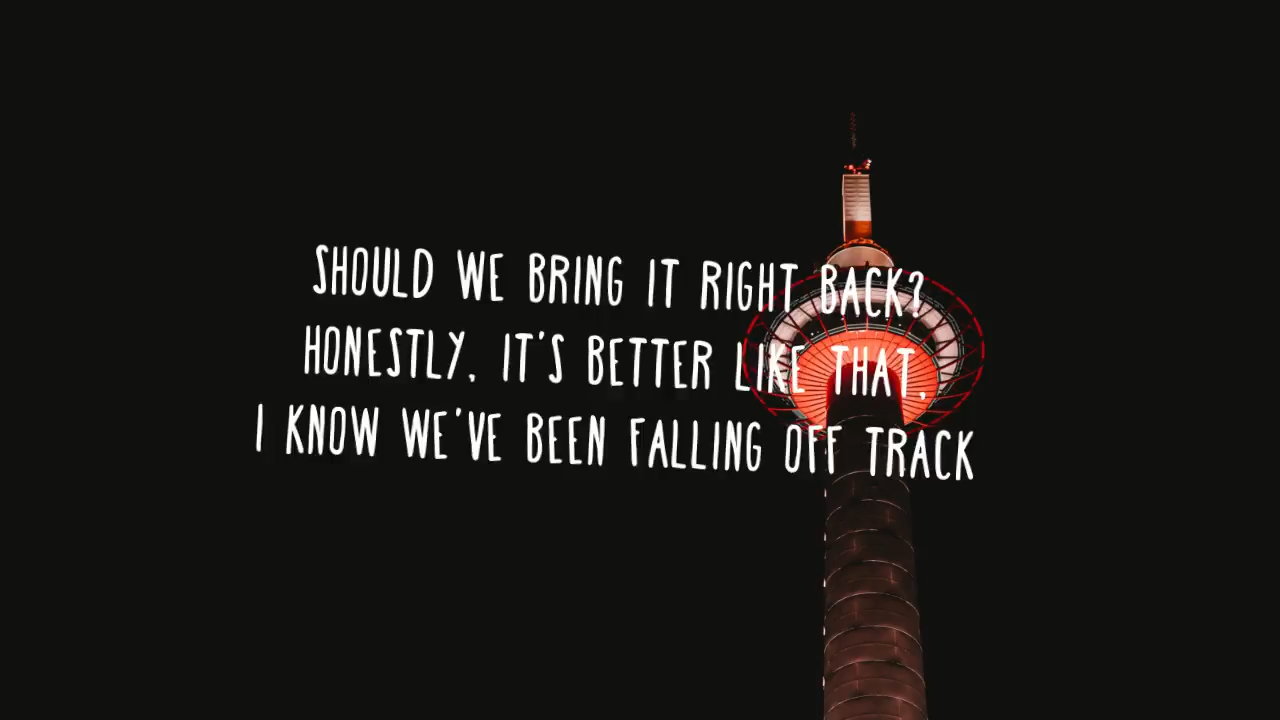 SHOULD WE BRING IT RIGHT BACK?
HONESTLY, IT'S BETTER LIKE THAT,
I KNOW WE'VE BEEN FALLING OFF TRACK